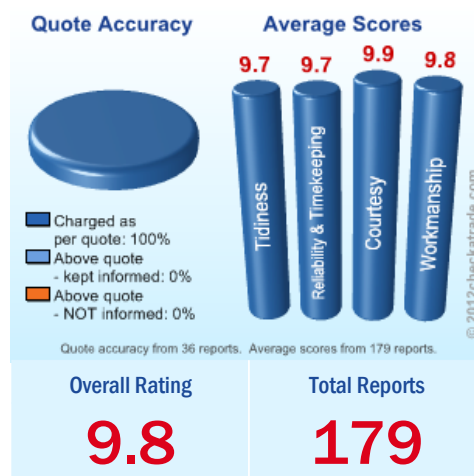 Quote Accuracy
Charged as
per quote: 100%
Above quote
- kept informed: 0%
Above quote
- NOT informed: 0%
Average Scores
9.7
9.7
9.9
9.8
Tidiness
Reliability & Timekeeping
Courtesy
Workmanship
© 2012checkatrade.com
Quote accuracy from 36 reports. Average scores from 179 reports.
Overall Rating
9.8
Total Reports
179